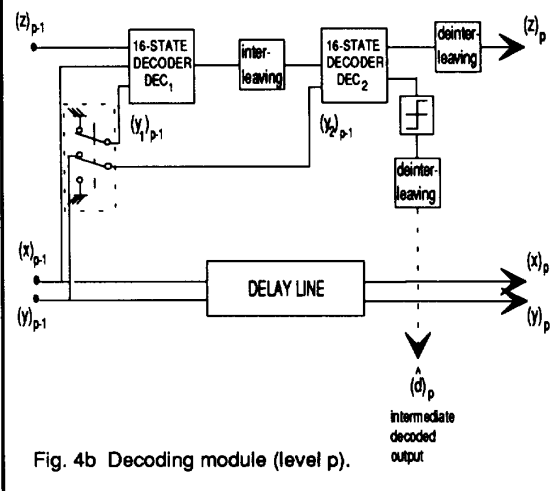 (z)p-1
16-STATE
DECODER
DEC1
inter-
leaving
16-STATE
DECODER
DEC2
deinter-
leaving
(z)p
(y1)p-1
(y2)p-1
deinter-
leaving
(x)p-1
(y)p-1
DELAY LINE
(x)p
(y)p
(d̂)p
intermediate
decoded
output
Fig. 4b Decoding module (level p).